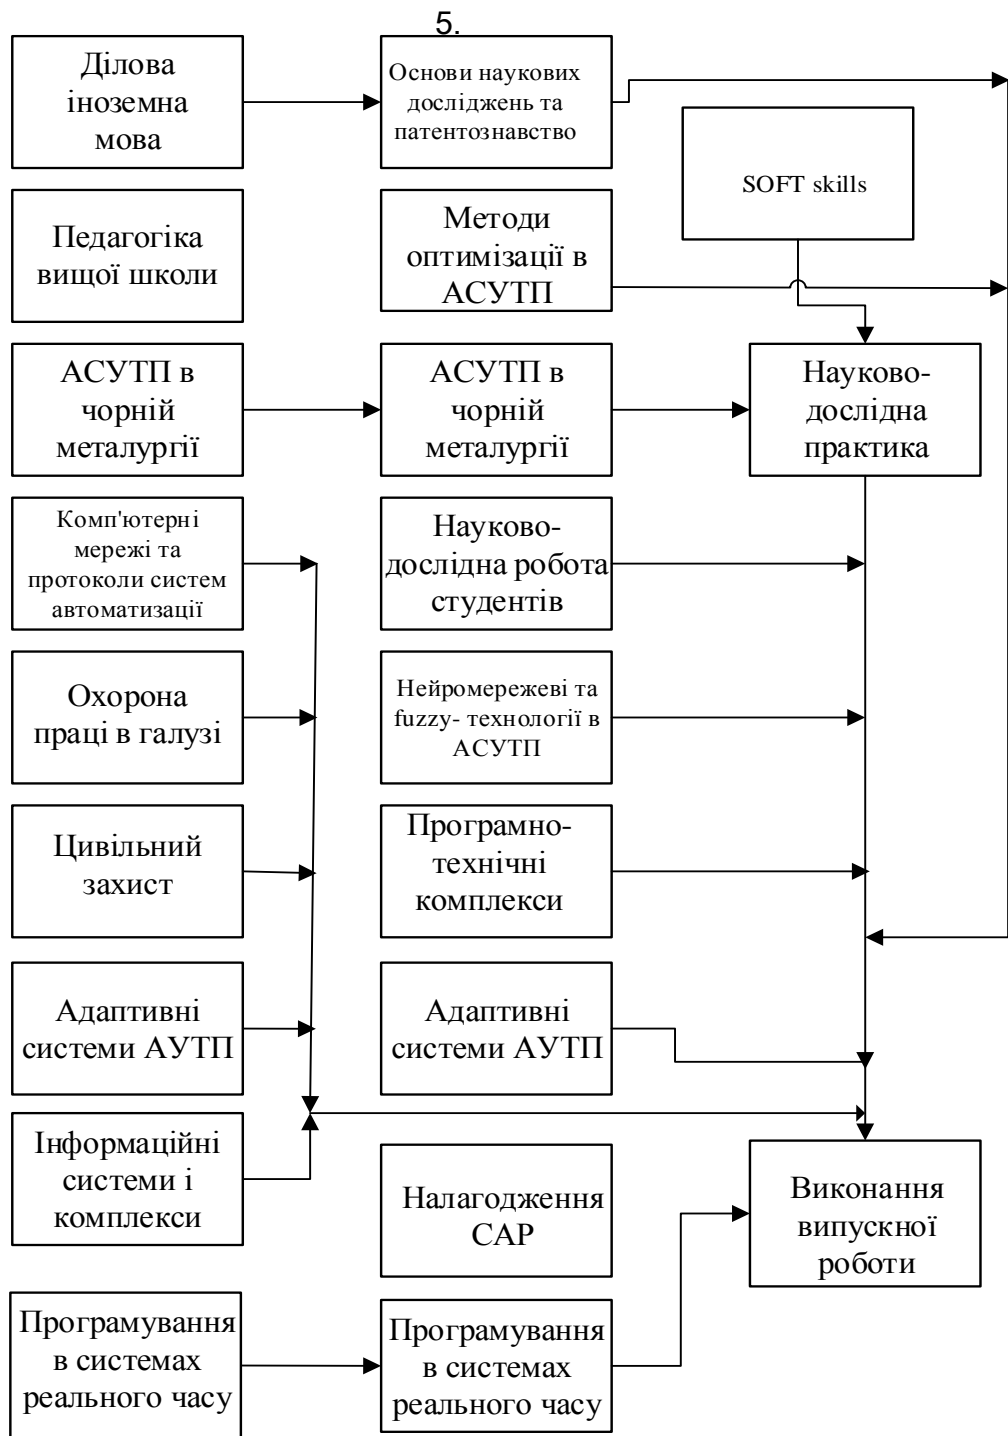 5.
Ділова
іноземна
мова
Основи наукових
досліджень та
патентознавство
SOFT skills
Педагогіка
вищої школи
Методи
оптимізації в
АСУТП
АСУТП в
чорній
металургії
АСУТП в
чорній
металургії
Науково-
дослідна
практика
Комп'ютерні
мережі та
протоколи систем
автоматизації
Науково-
дослідна робота
студентів
Охорона
праці в галузі
Нейромережеві та
fuzzy- технології в
АСУТП
Цивільний
захист
Програмно-
технічні
комплекси
Адаптивні
системи АУТП
Адаптивні
системи АУТП
Інформаційні
системи і
комплекси
Налагодження
САР
Виконання
випускної
роботи
Програмування
в системах
реального часу
Програмування
в системах
реального часу